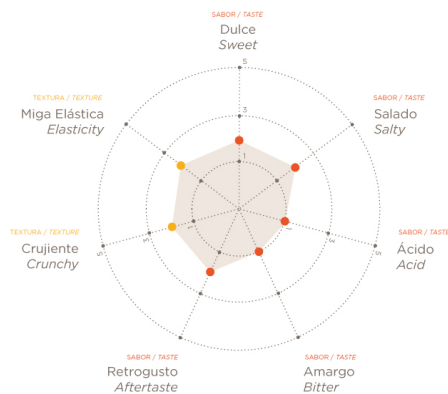 SABOR / TASTE
Dulce
Sweet
5
3
1
TEXTURA / TEXTURE
Miga Elástica
Elasticity
SABOR / TASTE
Salado
Salty
TEXTURA / TEXTURE
Crujiente
Crunchy
5
3
1
1
3
5
SABOR / TASTE
Ácido
Acid
SABOR / TASTE
Retrogusto
Aftertaste
SABOR / TASTE
Amargo
Bitter